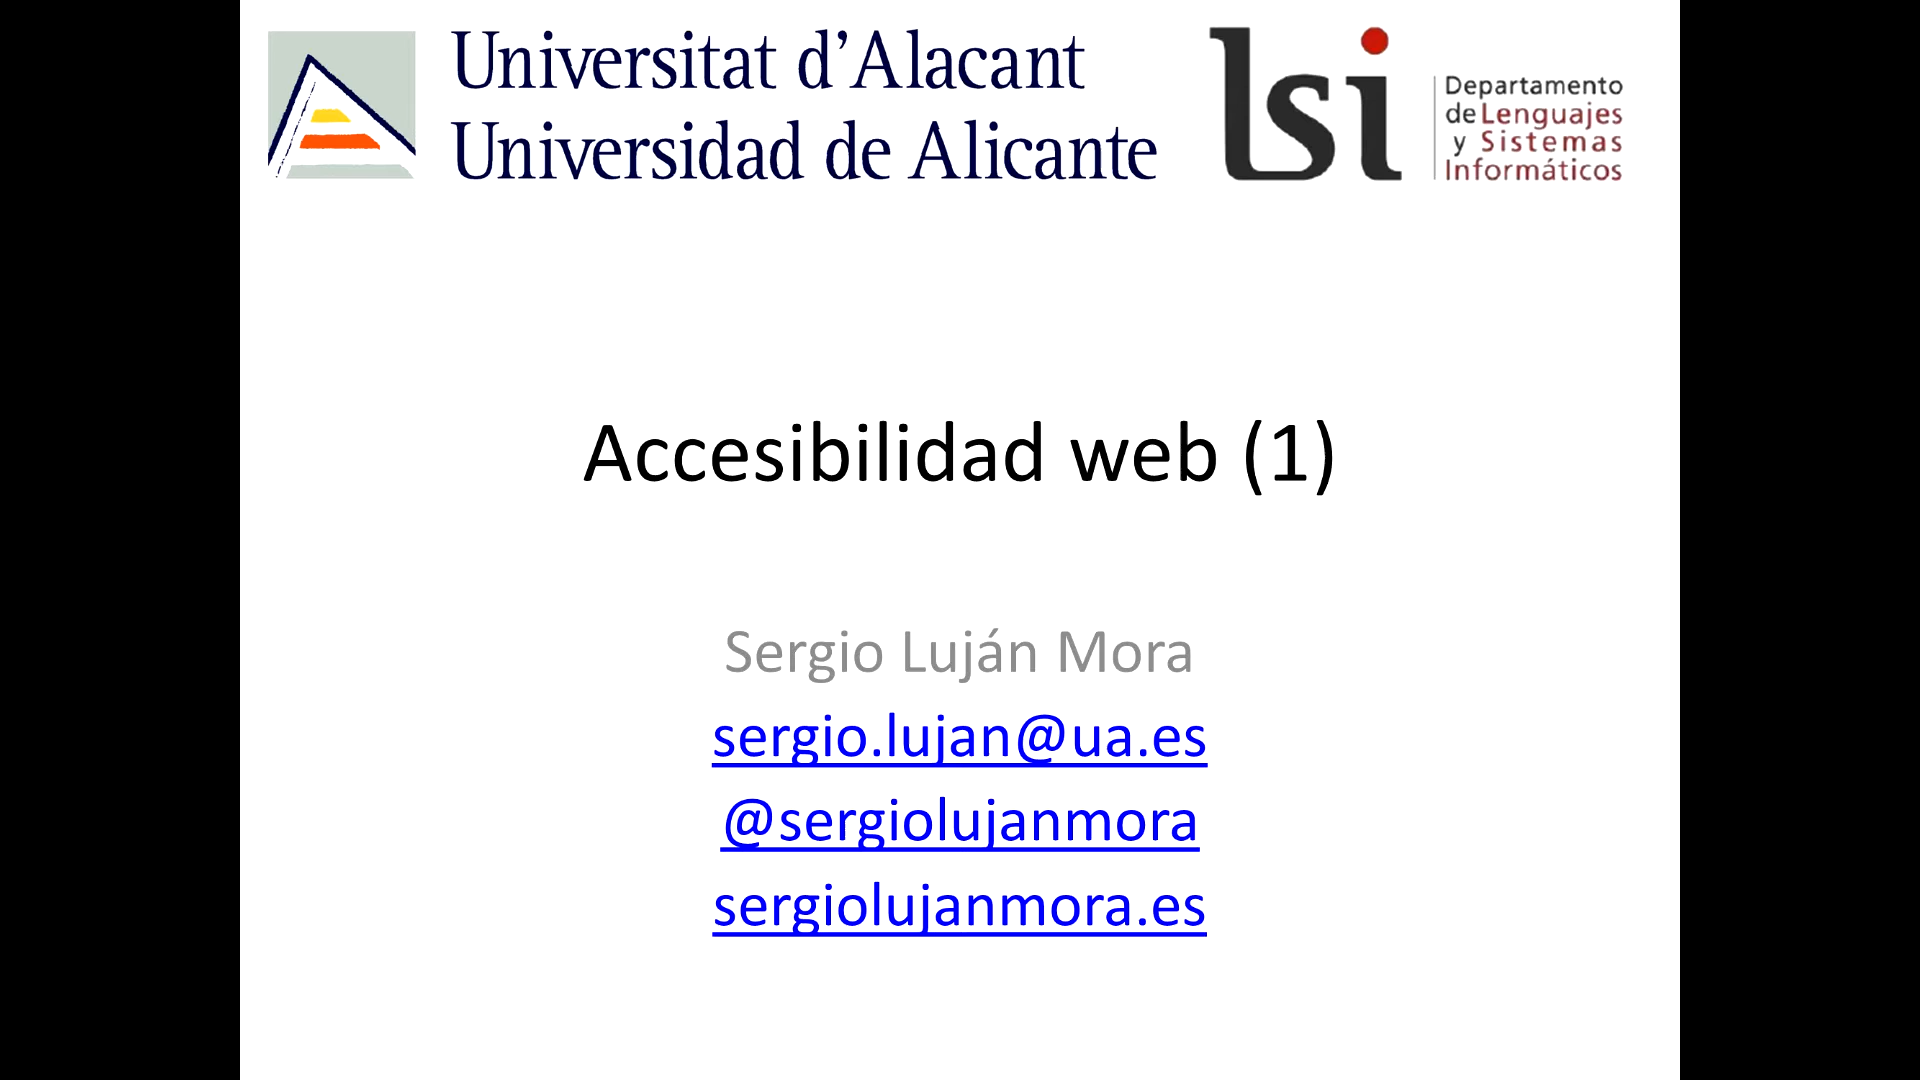 Universitat d’Alacant
Universidad de Alicante
lsi
Departamento
de Lenguajes
y Sistemas
Informáticos
Accesibilidad web (1)
Sergio Luján Mora
sergio.lujan@ua.es
@sergiolujanmora
sergiolujanmora.es